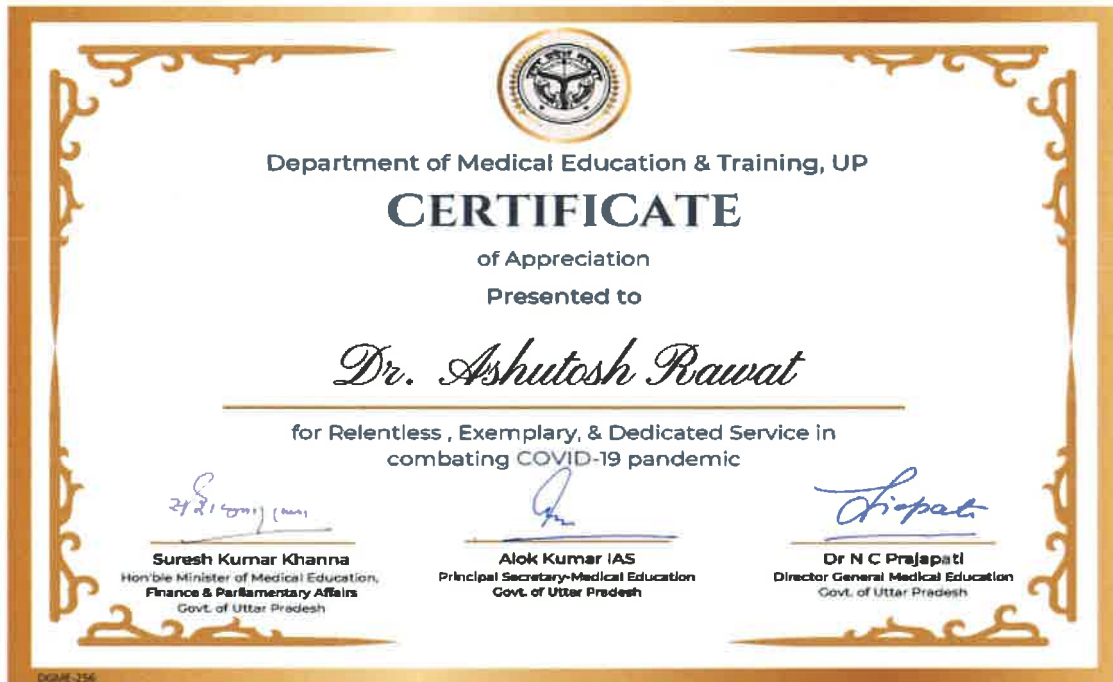 Department of Medical Education & Training, UP
CERTIFICATE
of Appreciation
Presented to
Dr. Ashutosh Rawat
for Relentless , Exemplary, & Dedicated Service in
combating COVID-19 pandemic
Suresh Kumar Khanna
Hon'ble Minister of Medical Education,
Finance & Parliamentary Affairs
Govt. of Uttar Pradesh
Alok Kumar IAS
Principal Secretary-Medical Education
Govt. of Uttar Pradesh
Dr N C Prajapati
Director General Medical Education
Govt. of Uttar Pradesh
DGME-256